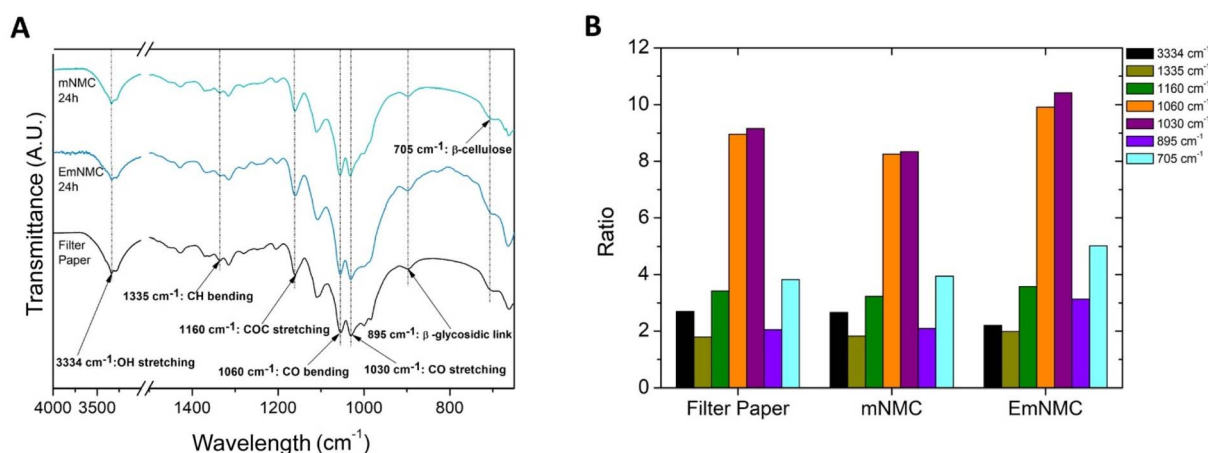 A
Transmittance (A.U.)
mNMC
24h
705 cm⁻¹: β-cellulose
EmNMC
24h
Filter
Paper
1335 cm⁻¹: CH bending
1160 cm⁻¹: COC stretching
895 cm⁻¹: β -glycosidic link
3334 cm⁻¹:OH stretching
1060 cm⁻¹: CO bending
1030 cm⁻¹: CO stretching
4000 3500 1400 1200 1000 800
Wavelength (cm⁻¹)
B
12
10
8
6
4
2
0
Ratio
Filter Paper mNMC EmNMC
3334 cm⁻¹
1335 cm⁻¹
1160 cm⁻¹
1060 cm⁻¹
1030 cm⁻¹
895 cm⁻¹
705 cm⁻¹